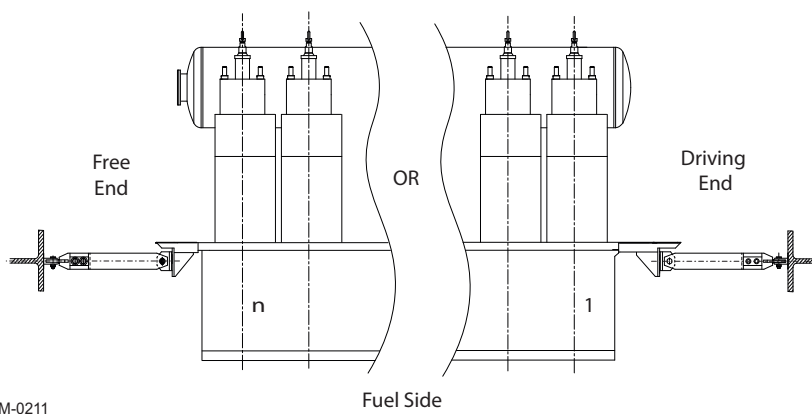 Free
End
OR
Driving
End
n
1
Fuel Side
M-0211